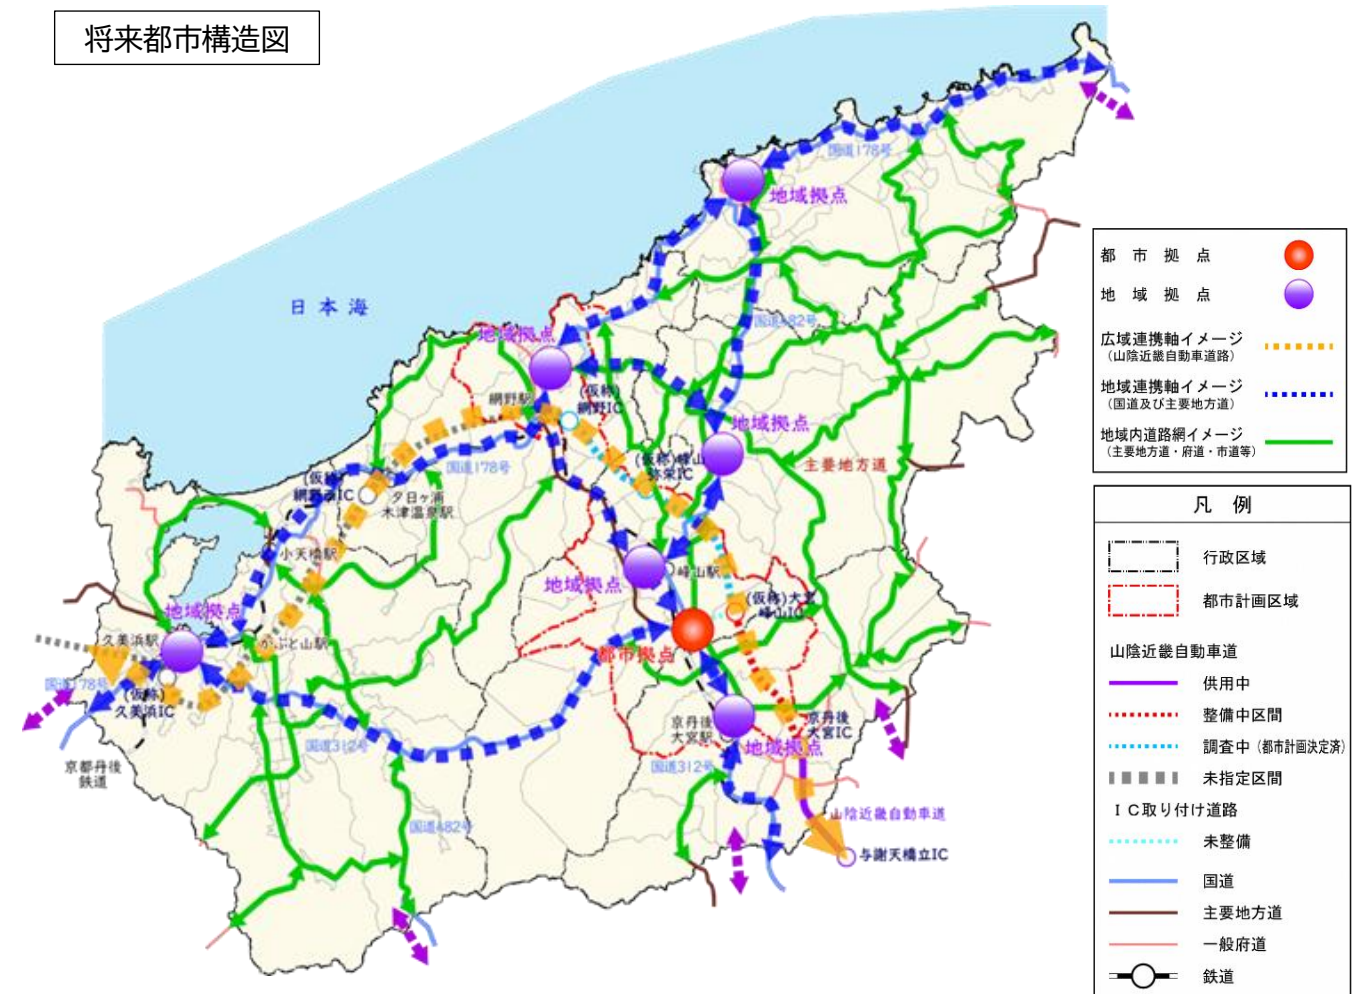 将来都市構造図
国道178号
地域拠点
日本海
国道482号
地域拠点
網野駅
(仮称)
網野IC
地域拠点
(仮称)峰山
弥栄IC
主要地方道
国道178号
(仮称)
網野西IC
夕日ヶ浦
木津温泉駅
小天橋駅
地域拠点
峰山駅
(仮称)大宮
峰山IC
地域拠点
久美浜駅
かぶと山駅
都市拠点
国道178号
(仮称)
久美浜IC
京丹後
大宮駅
京丹後
大宮IC
地域拠点
国道312号
国道312号
京都丹後
鉄道
国道482号
山陰近畿自動車道
与謝天橋立IC
都市拠点
地域拠点
広域連携軸イメージ
(山陰近畿自動車道路)
地域連携軸イメージ
(国道及び主要地方道)
地域内道路網イメージ
(主要地方道・府道・市道等)
凡例
行政区域
都市計画区域
山陰近畿自動車道
供用中
整備中区間
調査中(都市計画決定済)
未指定区間
IC取り付け道路
未整備
国道
主要地方道
一般府道
鉄道